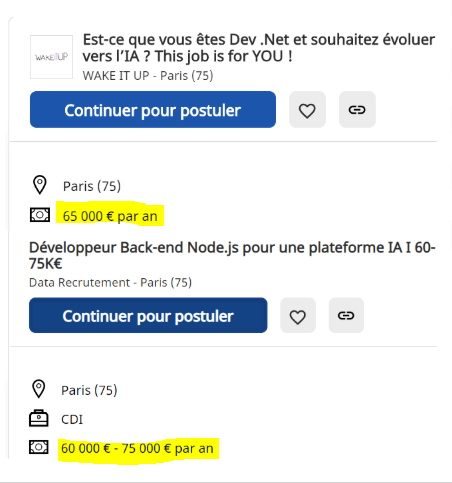 WAKE IT UP
Est-ce que vous êtes Dev .Net et souhaitez évoluer
vers l’IA ? This job is for YOU !
WAKE IT UP - Paris (75)
Continuer pour postuler
Paris (75)
65 000 € par an
Développeur Back-end Node.js pour une plateforme IA I 60-
75K€
Data Recrutement - Paris (75)
Continuer pour postuler
Paris (75)
CDI
60 000 € - 75 000 € par an